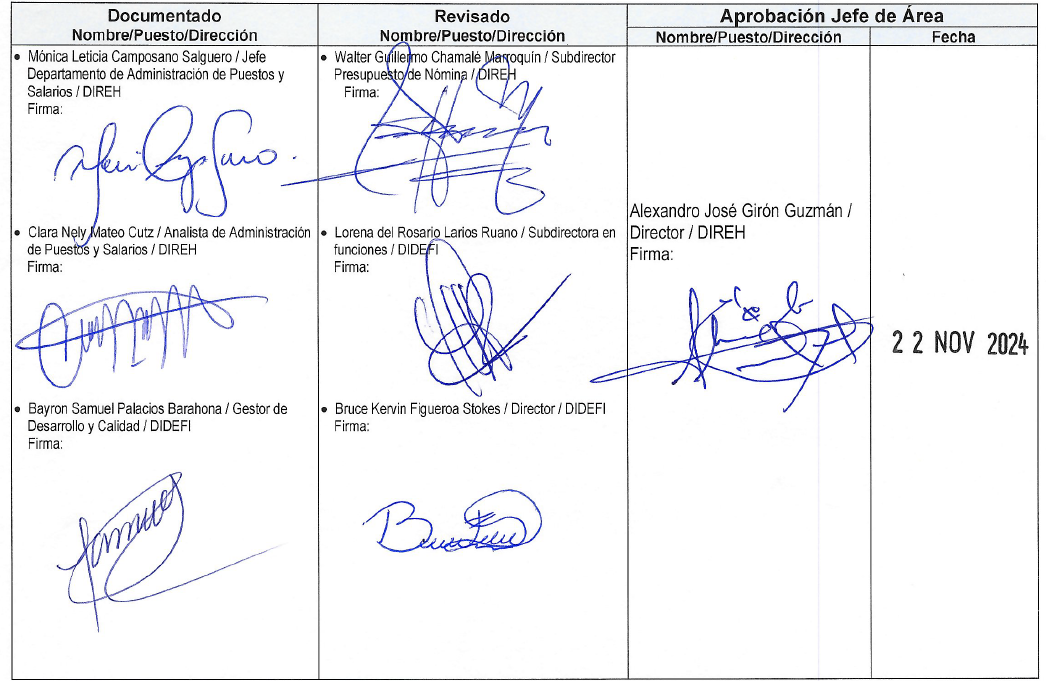 Documentado
Nombre/Puesto/Dirección
• Mónica Leticia Camposano Salguero / Jefe
Departamento de Administración de Puestos y
Salarios / DIREH
Firma:
• Clara Nely Mateo Cutz / Analista de Administración
de Puestos y Salarios / DIREH
Firma:
• Bayron Samuel Palacios Barahona / Gestor de
Desarrollo y Calidad / DIDEFI
Firma:
Samuel
Revisado
Nombre/Puesto/Dirección
• Walter Guillermo Chamalé Marroquín / Subdirector
Presupuesto de Nómina / DIREH
Firma:
• Lorena del Rosario Larios Ruano / Subdirectora en
funciones / DIDEFI
Firma:
• Bruce Kervin Figueroa Stokes / Director / DIDEFI
Firma:
Aprobación Jefe de Área
Nombre/Puesto/Dirección
Alexandro José Girón Guzmán /
Director / DIREH
Firma:
Fecha
22 NOV 2024